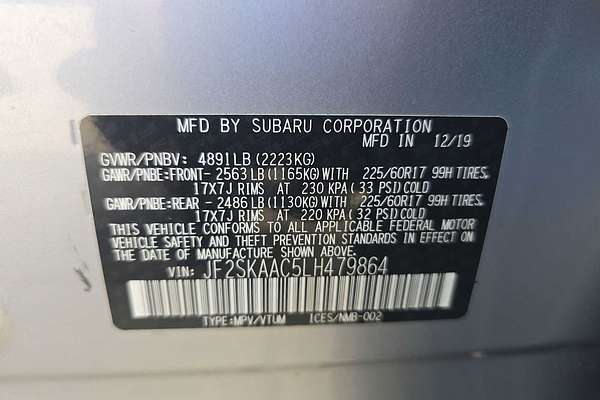 MFD BY SUBARU CORPORATION
MFD IN 12/19
GVWR/PNBV: 4891LB (2223KG)
GAWR/PNBE:FRONT- 2563 LB (1165KG) WITH 225/60R17 99H TIRES,
17X7J RIMS AT 230 KPA (33 PSI) COLD
GAWR/PNBE:REAR - 2486 LB (1130KG) WITH 225/60R17 99H TIRES,
17X7J RIMS AT 220 KPA (32 PSI) COLD
THIS VEHICLE CONFORMS TO ALL APPLICABLE FEDERAL MOTOR
VEHICLE SAFETY AND THEFT PREVENTION STANDARDS IN EFFECT ON
THE DATE OF MANUFACTURE SHOWN ABOVE.
VIN: JF2SKAAC5LH479864
TYPE:MPV/VTUM ICES/NMB-002